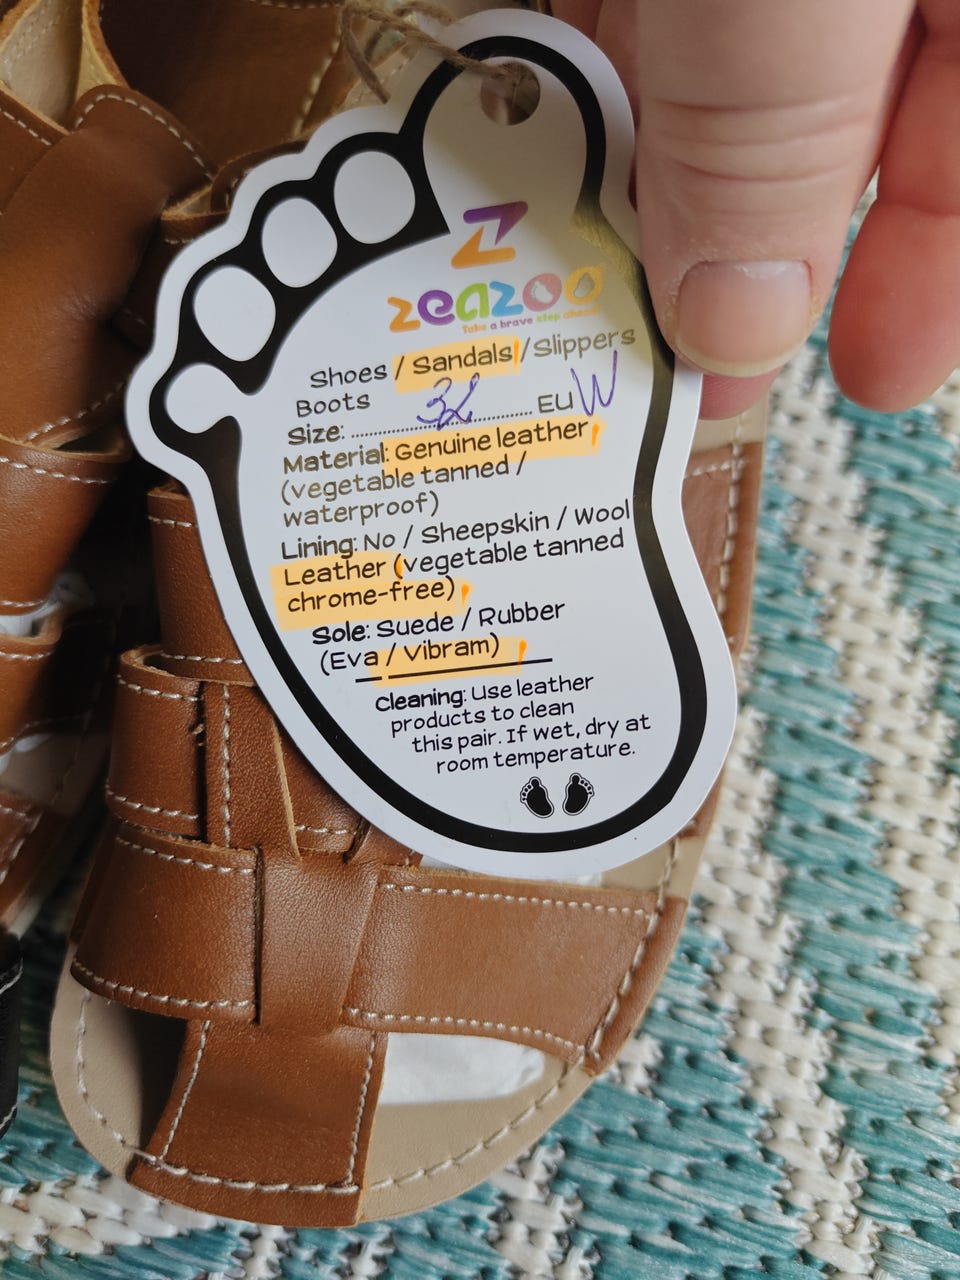 Z
zeazoo
Take a brave step ahead
Shoes / Sandals / Slippers
Boots
Size: 32 EU W
Material: Genuine leather
(vegetable tanned /
waterproof)
Lining: No / Sheepskin / Wool
Leather (vegetable tanned
chrome-free)
Sole: Suede / Rubber
(Eva / Vibram)
Cleaning: Use leather
products to clean
this pair. If wet, dry at
room temperature.